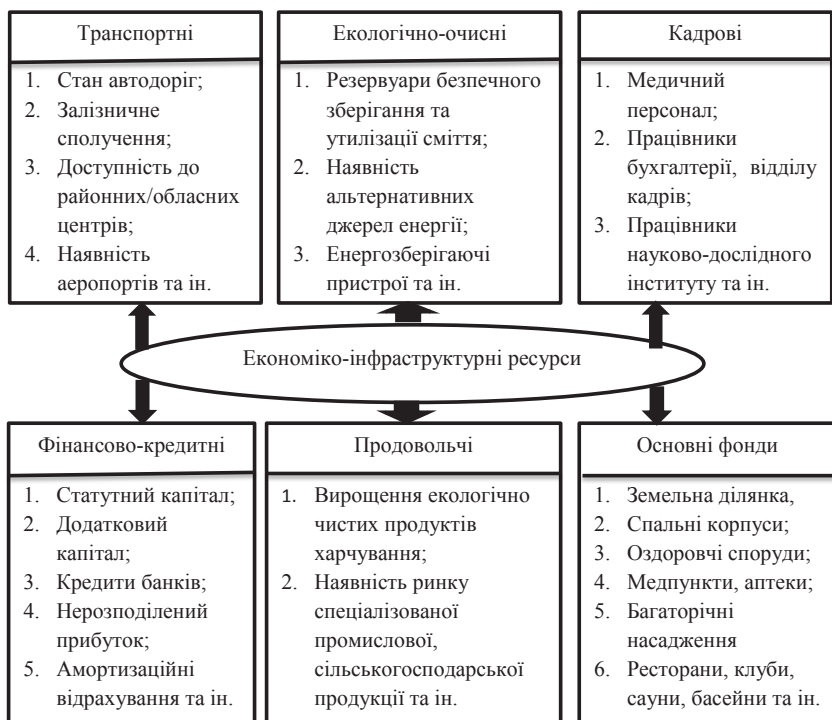 Транспортні
1. Стан автодоріг;
2. Залізничне
сполучення;
3. Доступність до
районних/обласних
центрів;
4. Наявність
аеропортів та ін.
Екологічно-очисні
1. Резервуари безпечного
зберігання та
утилізації сміття;
2. Наявність
альтернативних
джерел енергії;
3. Енергозберігаючі
пристрої та ін.
Кадрові
1. Медичний
персонал;
2. Працівники
бухгалтерії, відділу
кадрів;
3. Працівники
науково-дослідного
інституту та ін.
Економіко-інфраструктурні ресурси
Фінансово-кредитні
1. Статутний капітал;
2. Додатковий
капітал;
3. Кредити банків;
4. Нерозподілений
прибуток;
5. Амортизаційні
відрахування та ін.
Продовольчі
1. Вирощення екологічно
чистих продуктів
харчування;
2. Наявність ринку
спеціалізованої
промислової,
сільськогосподарської
продукції та ін.
Основні фонди
1. Земельна ділянка,
2. Спальні корпуси;
3. Оздоровчі споруди;
4. Медпункти, аптеки;
5. Багаторічні
насадження
6. Ресторани, клуби,
сауни, басейни та ін.